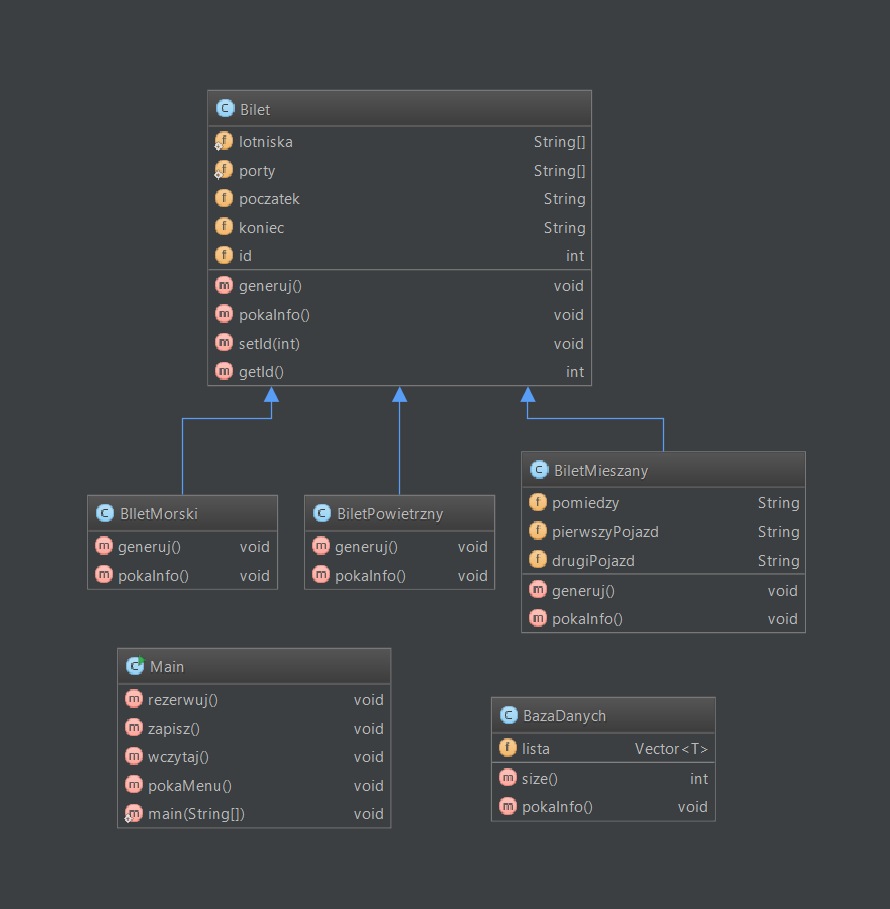 Bilet
lotniska String[]
porty String[]
poczatek String
koniec String
id int
generuj() void
pokaInfo() void
setId(int) void
getId() int
BIletMorski
generuj() void
pokaInfo() void
BiletPowietrzny
generuj() void
pokaInfo() void
BiletMieszany
pomiedzy String
pierwszyPojazd String
drugiPojazd String
generuj() void
pokaInfo() void
Main
rezerwuj() void
zapisz() void
wczytaj() void
pokaMenu() void
main(String[]) void
BazaDanych
lista Vector<T>
size() int
pokaInfo() void